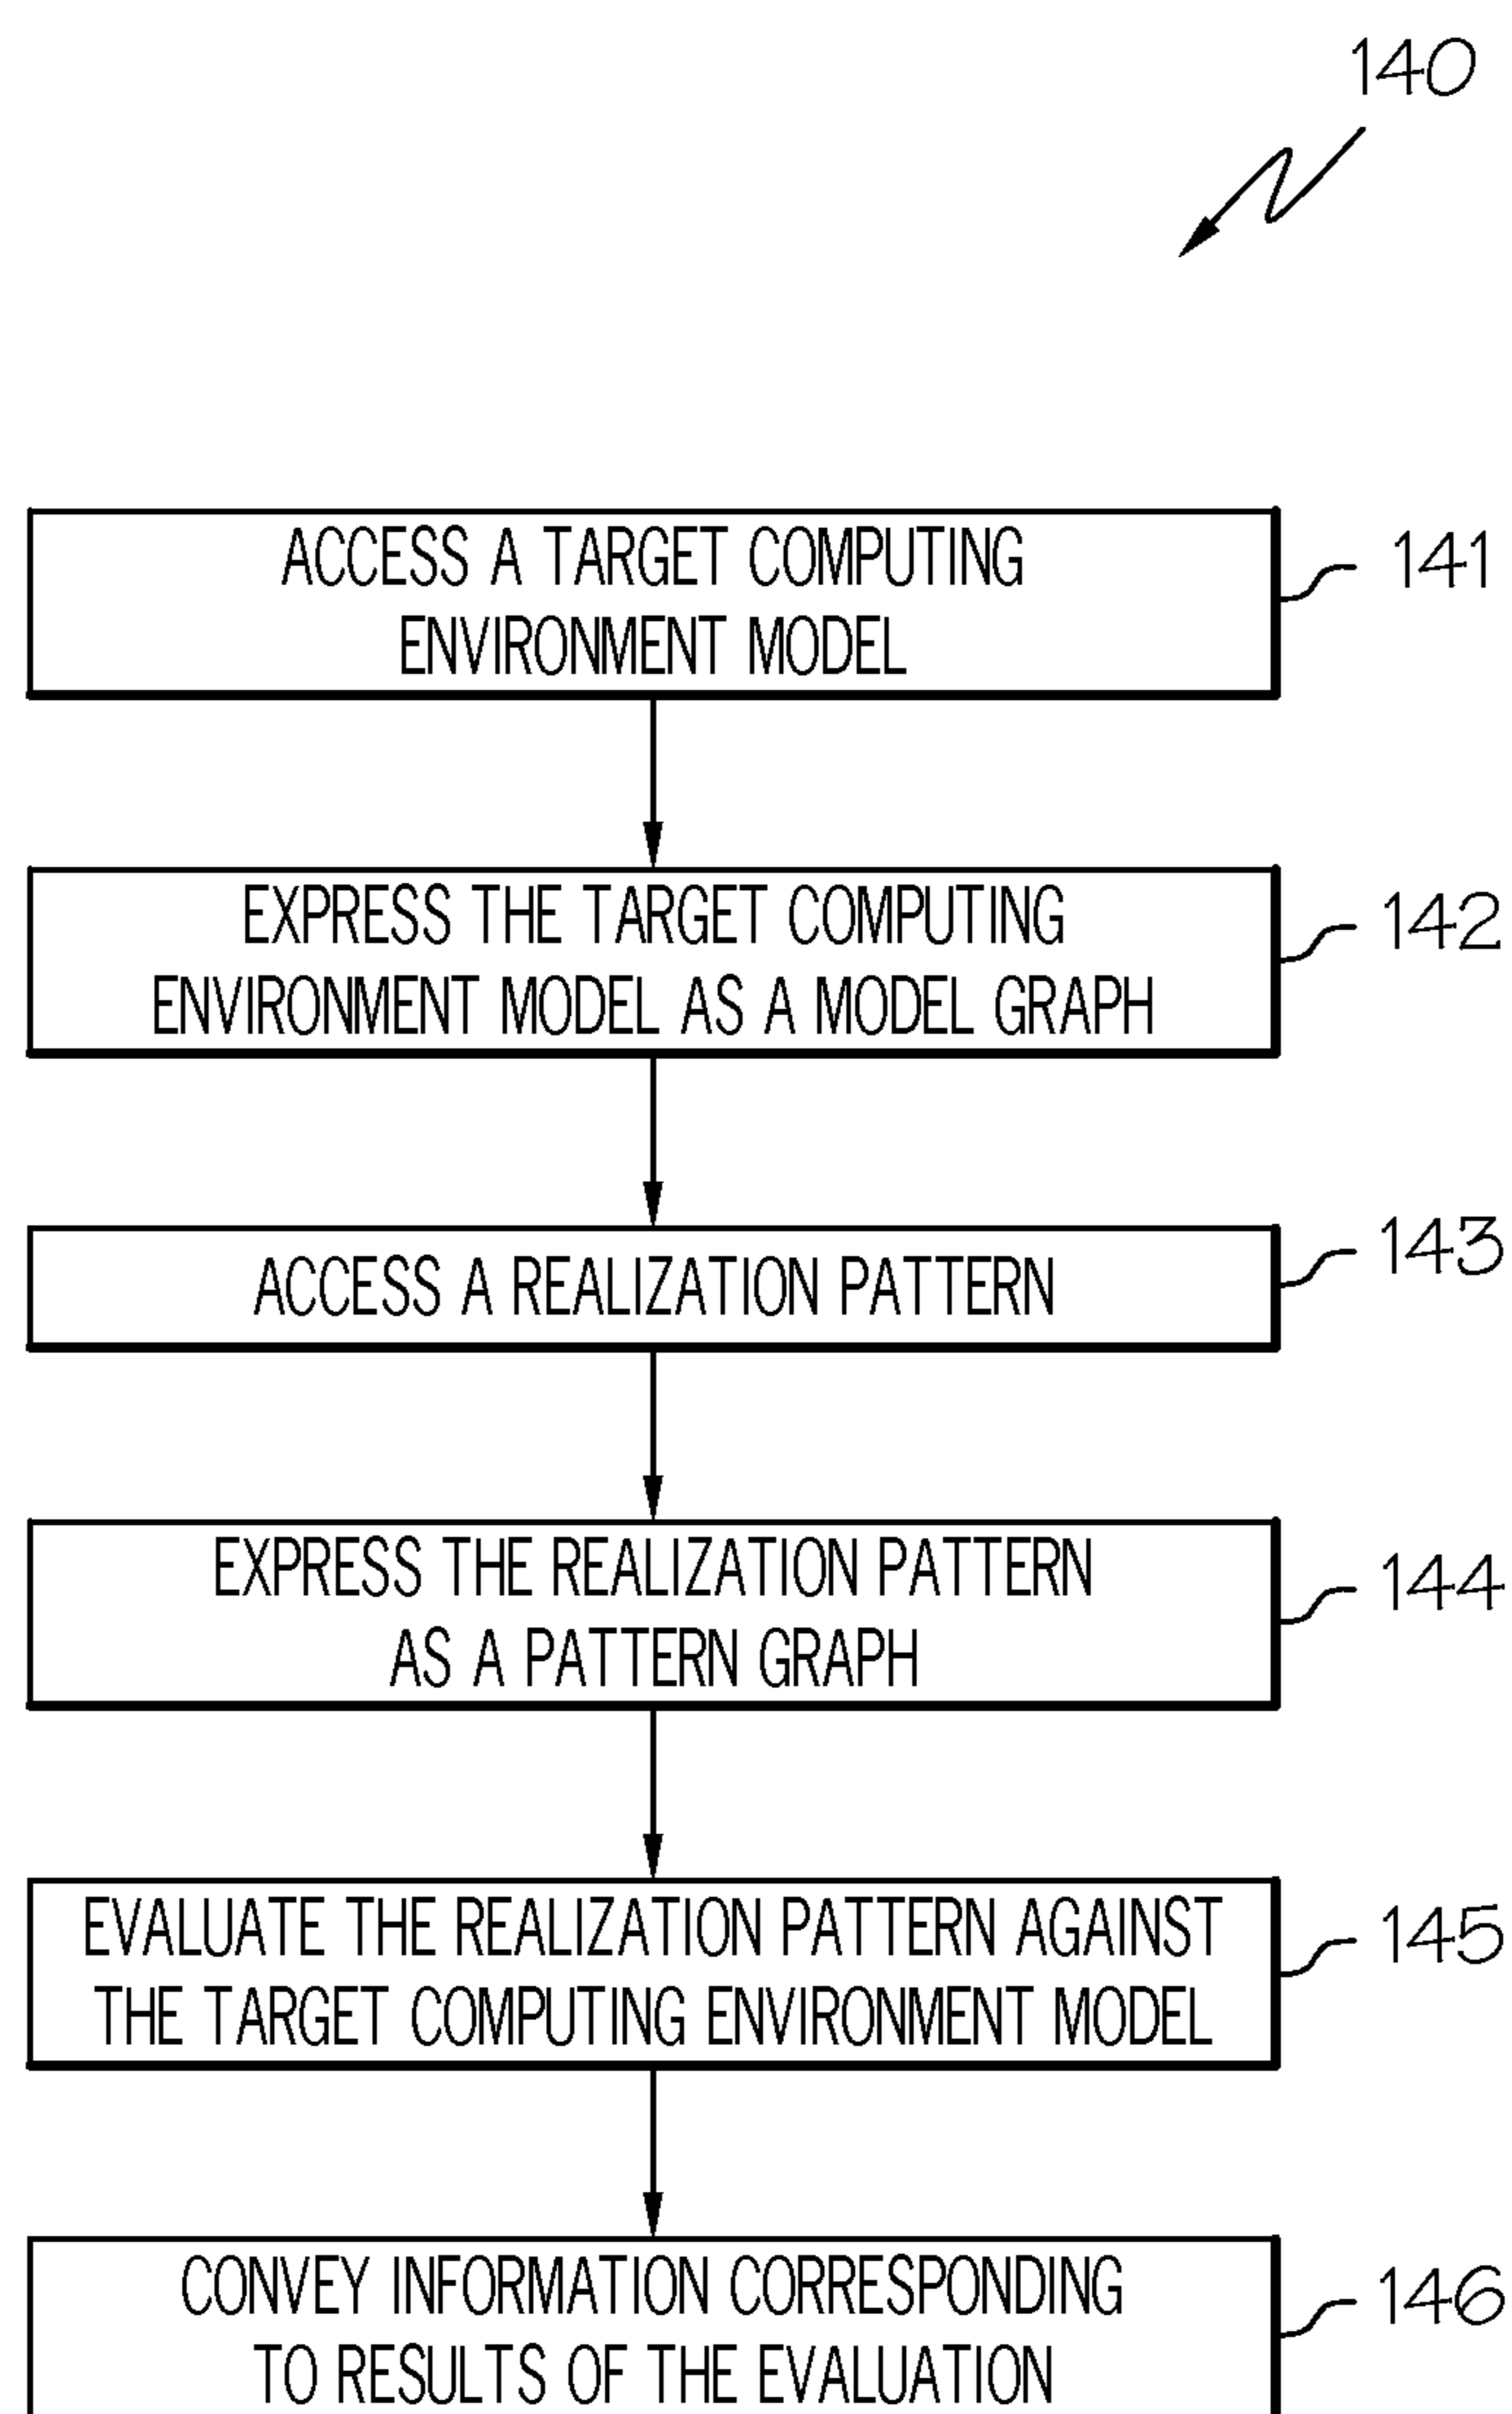 140
ACCESS A TARGET COMPUTING
ENVIRONMENT MODEL
141
EXPRESS THE TARGET COMPUTING
ENVIRONMENT MODEL AS A MODEL GRAPH
142
ACCESS A REALIZATION PATTERN
143
EXPRESS THE REALIZATION PATTERN
AS A PATTERN GRAPH
144
EVALUATE THE REALIZATION PATTERN AGAINST
THE TARGET COMPUTING ENVIRONMENT MODEL
145
CONVEY INFORMATION CORRESPONDING
TO RESULTS OF THE EVALUATION
146